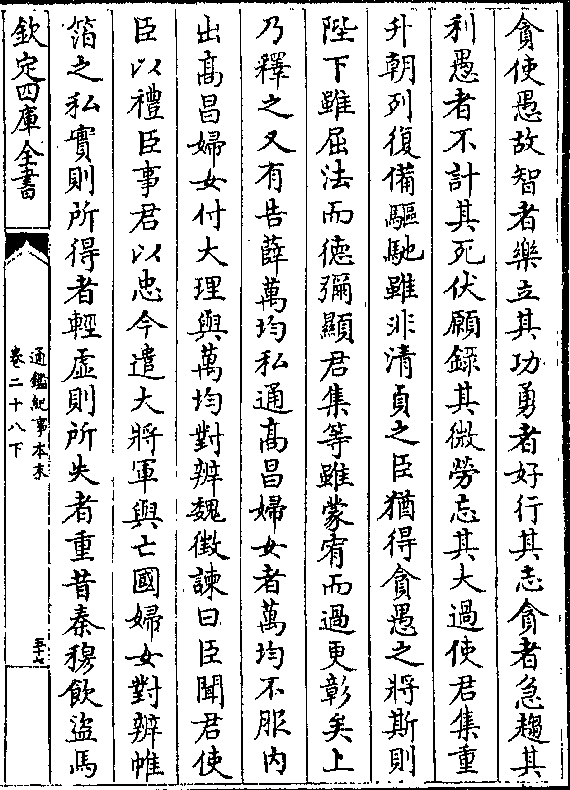 貪使愚故智者樂立其功勇者好行其志貪者急趨其
利愚者不計其死伏願録其微勞忘其大過使君集重
升朝列復備驅馳雖非清貞之臣猶得貪愚之將斯則
陛下雖屈法而德彌顯君集等雖蒙宥而過更彰矣上
乃釋之又有告薛萬均私通髙昌婦女者萬均不服内
出髙昌婦女付大理與萬均對辨魏徴諫曰臣聞君使
臣以禮臣事君以忠今遣大將軍與亡國婦女對辨帷
箔之私實則所得者輕虛則所失者重昔秦穆飲盜馬
欽定四庫全書
通鑑紀事本末
卷二十八下
五十七